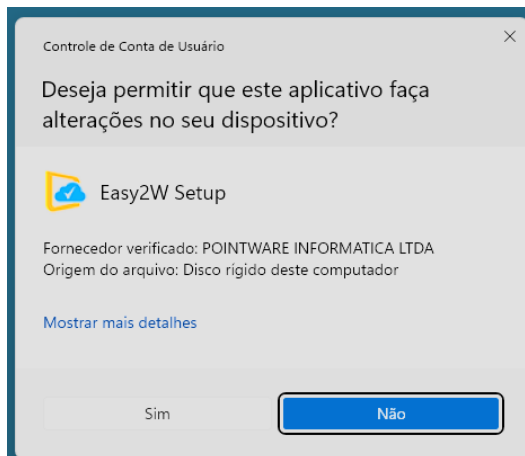 Controle de Conta de Usuário
Deseja permitir que este aplicativo faça
alterações no seu dispositivo?
Easy2W Setup
Fornecedor verificado: POINTWARE INFORMATICA LTDA
Origem do arquivo: Disco rígido deste computador
Mostrar mais detalhes
Sim
Não